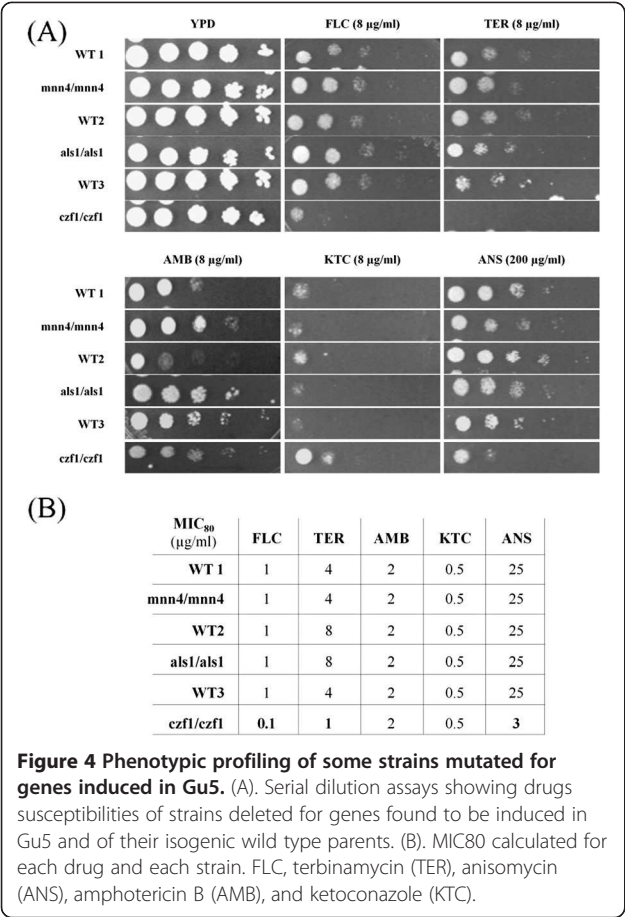 (A)
YPD FLC (8 µg/ml) TER (8 µg/ml)
WT 1
mnn4/mnn4
WT2
als1/als1
WT3
czf1/czf1
AMB (8 µg/ml) KTC (8 µg/ml) ANS (200 µg/ml)
WT 1
mnn4/mnn4
WT2
als1/als1
WT3
czf1/czf1
(B)
MIC80 (µg/ml) FLC TER AMB KTC ANS
WT 1 1 4 2 0.5 25
mnn4/mnn4 1 4 2 0.5 25
WT2 1 8 2 0.5 25
als1/als1 1 8 2 0.5 25
WT3 1 4 2 0.5 25
czf1/czf1 0.1 1 2 0.5 3
Figure 4 Phenotypic profiling of some strains mutated for
genes induced in Gu5. (A). Serial dilution assays showing drugs
susceptibilities of strains deleted for genes found to be induced in
Gu5 and of their isogenic wild type parents. (B). MIC80 calculated for
each drug and each strain. FLC, terbinamycin (TER), anisomycin
(ANS), amphotericin B (AMB), and ketoconazole (KTC).